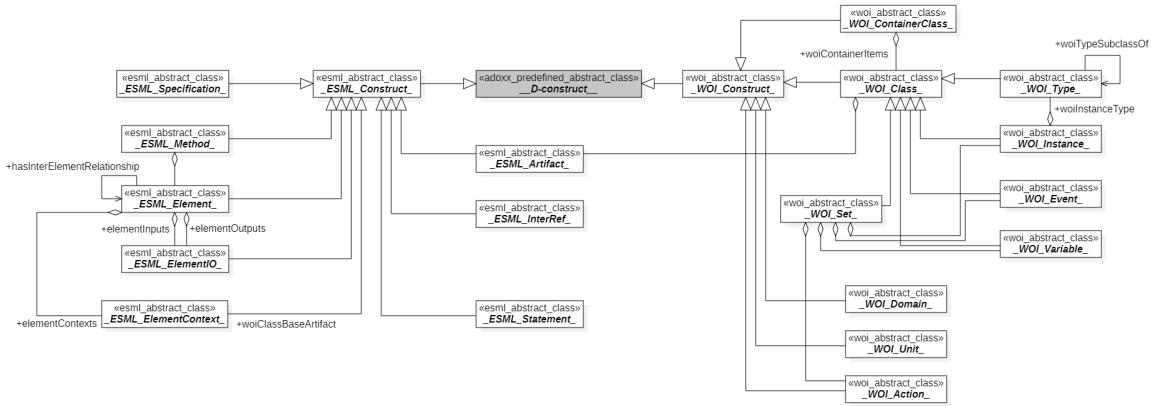 «woi_abstract_class»
_WOI_ContainerClass_
+woiContainerItems
+woiTypeSubclassOf
«esml_abstract_class»
_ESML_Specification_
«esml_abstract_class»
_ESML_Construct_
«adoxx_predefined_abstract_class»
__D-construct__
«woi_abstract_class»
_WOI_Construct_
«woi_abstract_class»
_WOI_Class_
«woi_abstract_class»
_WOI_Type_
+woiInstanceType
«esml_abstract_class»
_ESML_Method_
«woi_abstract_class»
_WOI_Instance_
«esml_abstract_class»
_ESML_Artifact_
+hasInterElementRelationship
«esml_abstract_class»
_ESML_Element_
«esml_abstract_class»
_ESML_InterRef_
«woi_abstract_class»
_WOI_Set_
«woi_abstract_class»
_WOI_Event_
+elementInputs
+elementOutputs
«esml_abstract_class»
_ESML_ElementIO_
«woi_abstract_class»
_WOI_Variable_
«woi_abstract_class»
_WOI_Domain_
«esml_abstract_class»
_ESML_ElementContext_
+elementContexts
+woiClassBaseArtifact
«esml_abstract_class»
_ESML_Statement_
«woi_abstract_class»
_WOI_Unit_
«woi_abstract_class»
_WOI_Action_